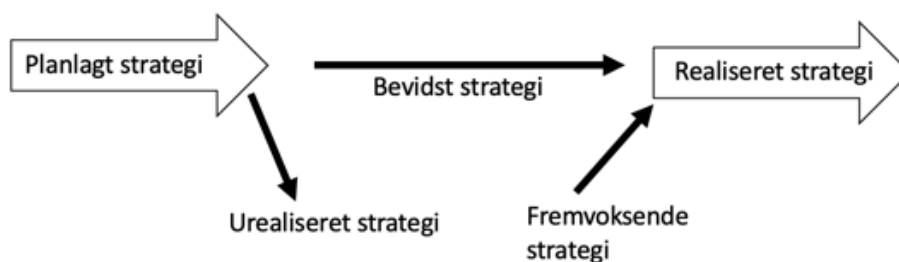 Planlagt strategi
Bevidst strategi
Realiseret strategi
Urealiseret strategi
Fremvoksende
strategi